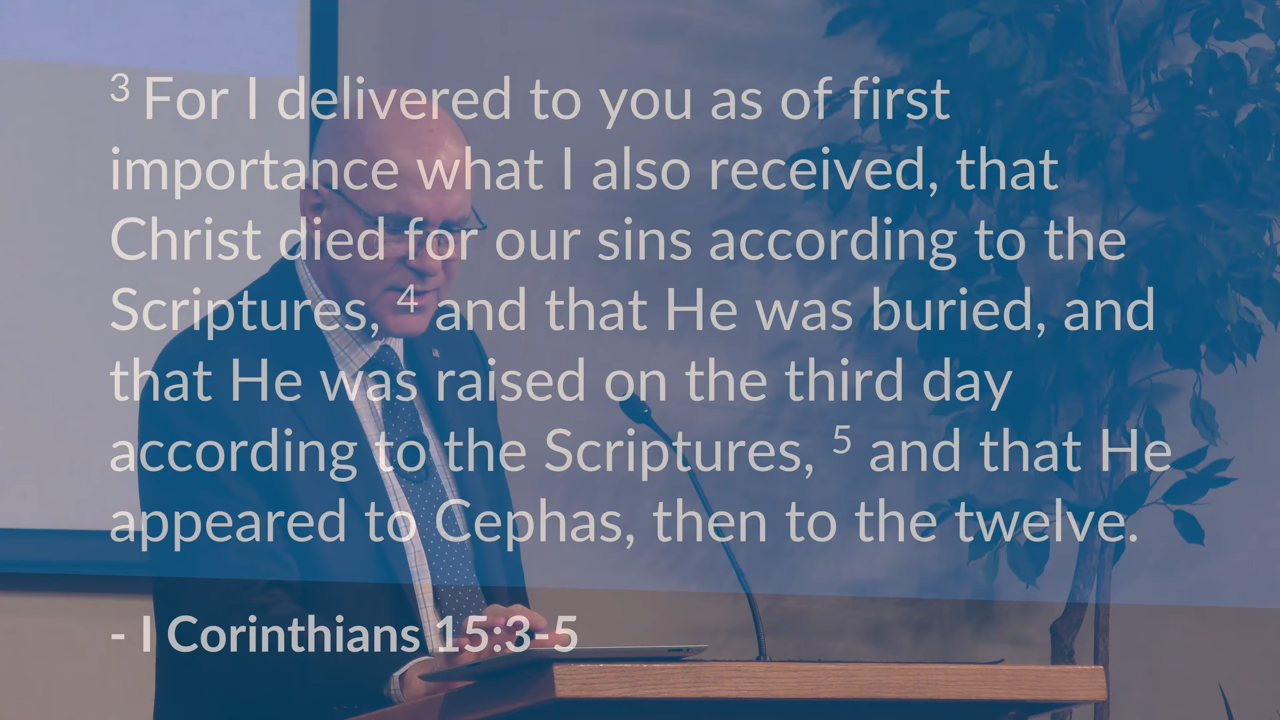 3 For I delivered to you as of first
importance what I also received, that
Christ died for our sins according to the
Scriptures, 4 and that He was buried, and
that He was raised on the third day
according to the Scriptures, 5 and that He
appeared to Cephas, then to the twelve.
- I Corinthians 15:3-5